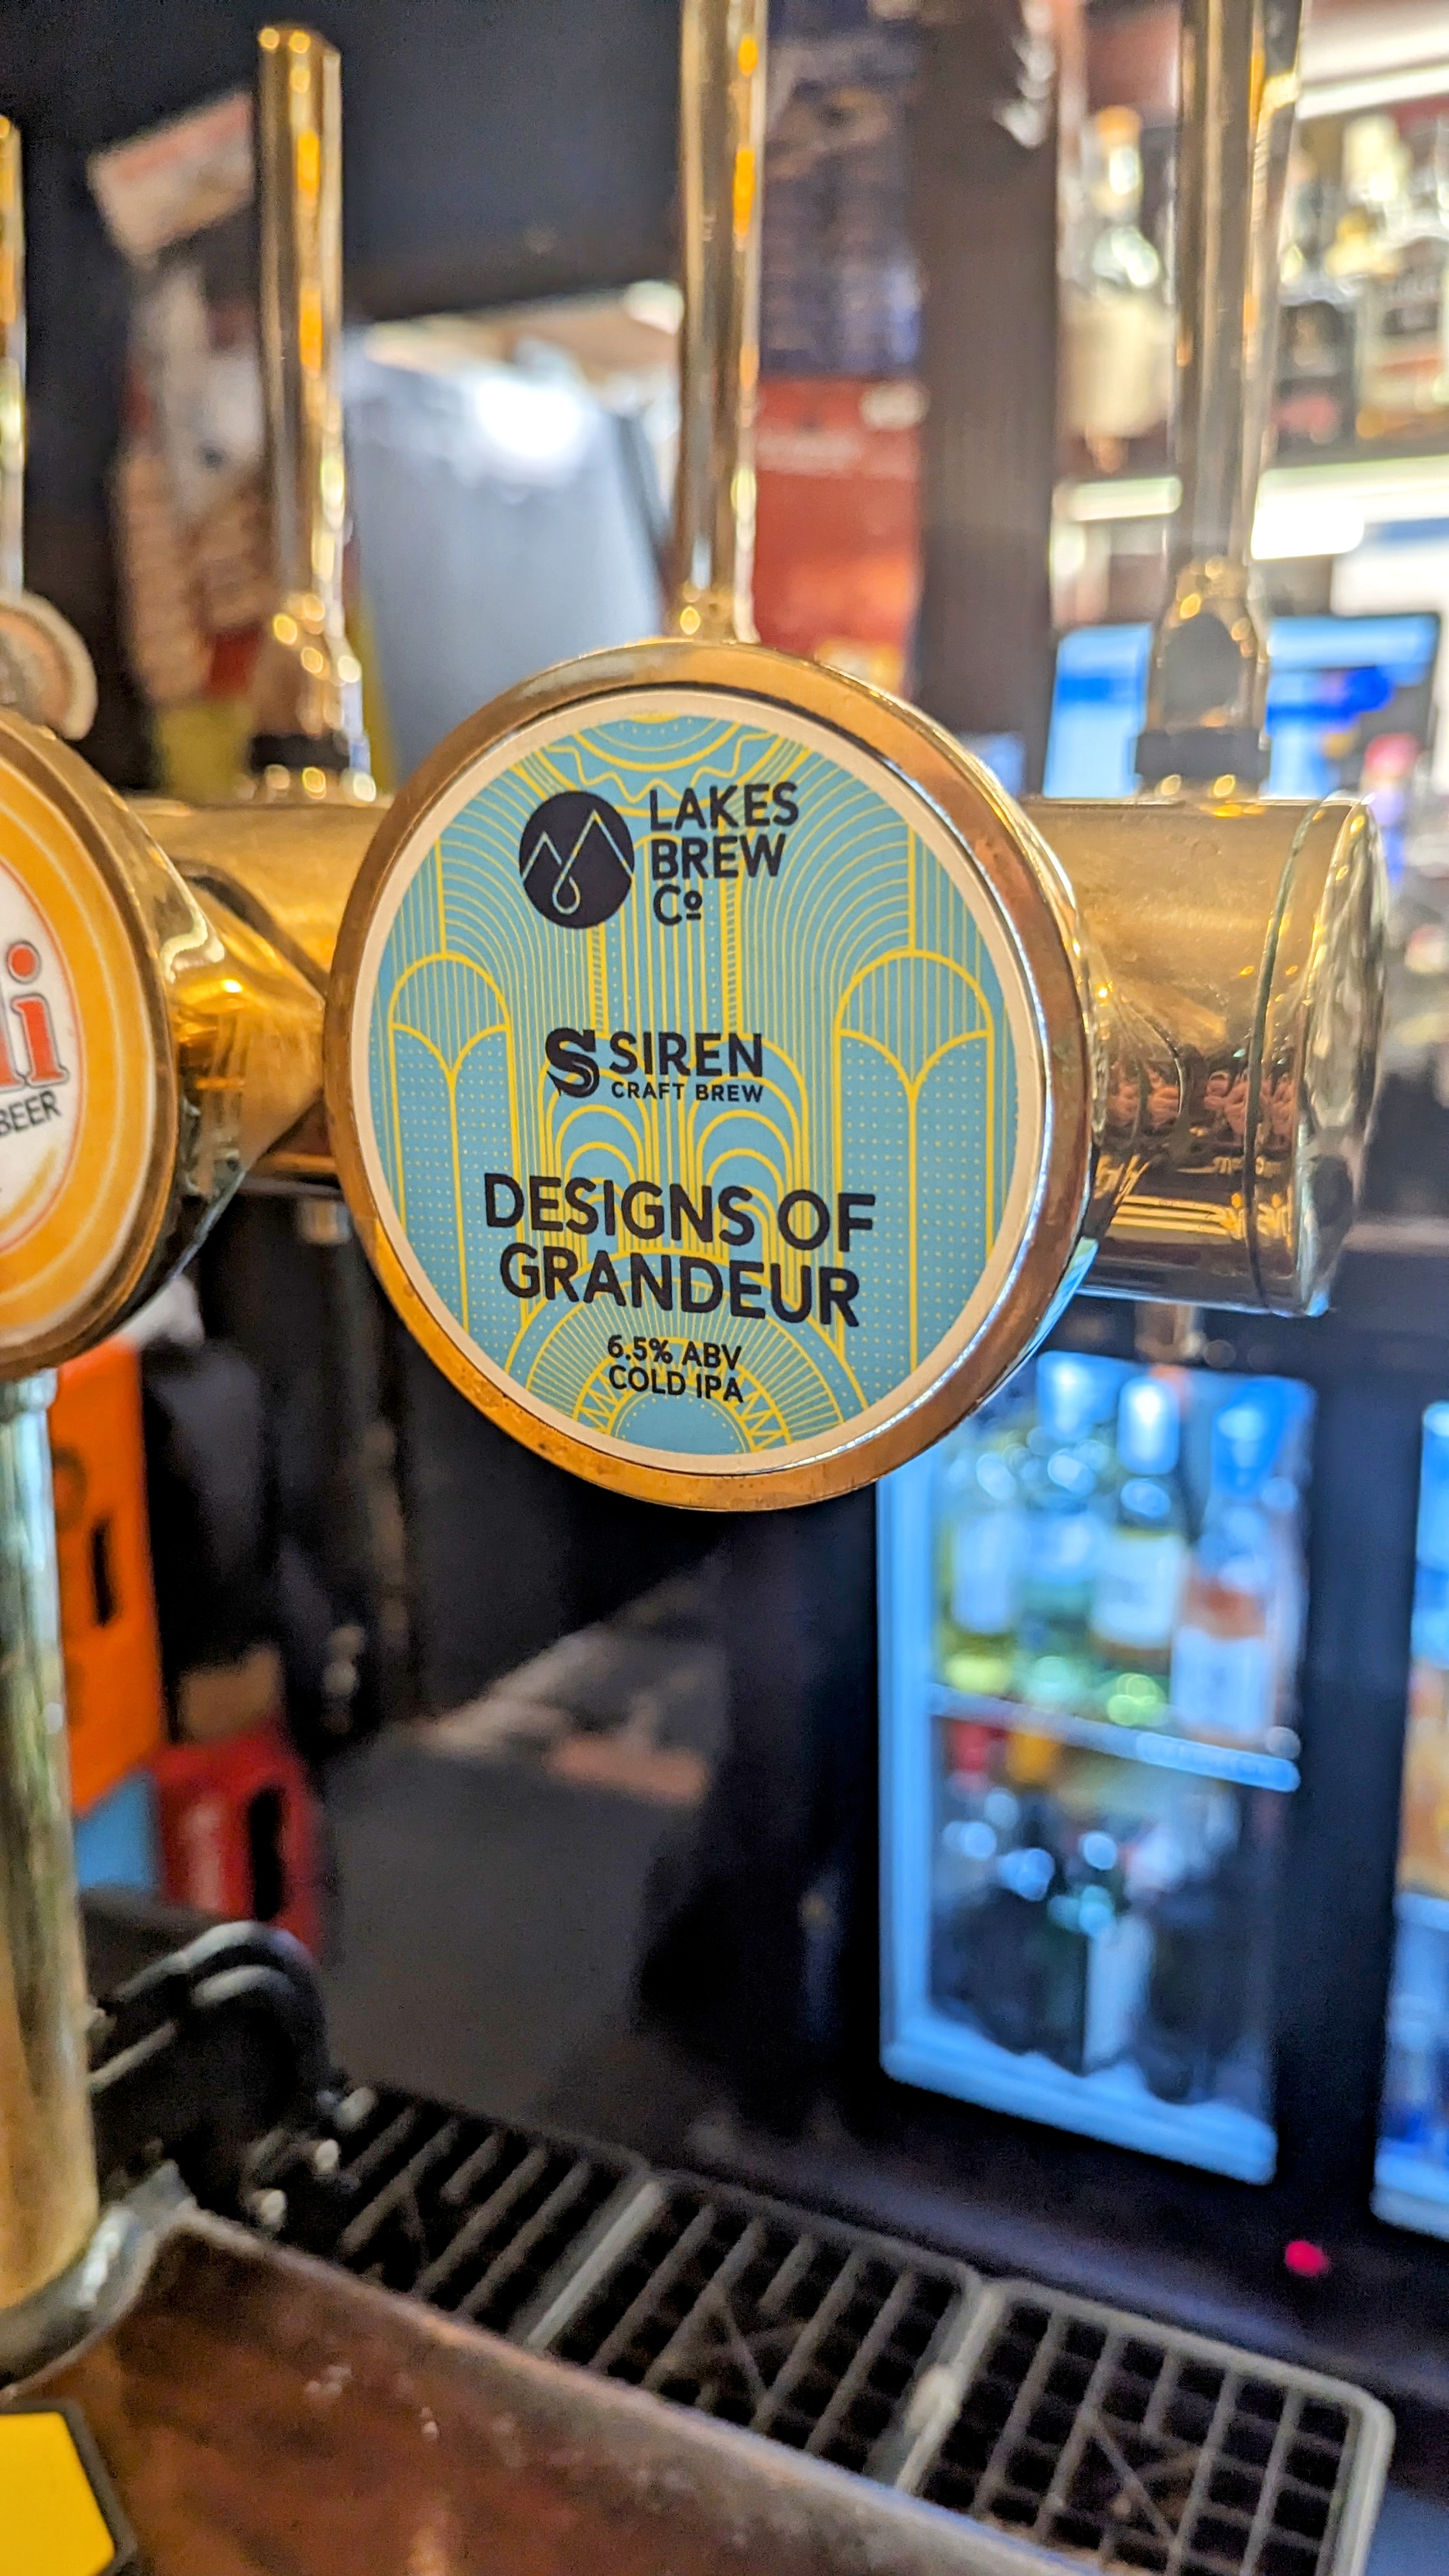 LAKES
BREW
Cº
S SIREN
CRAFT BREW
DESIGNS OF
GRANDEUR
6.5% ABV
COLD IPA
BEER